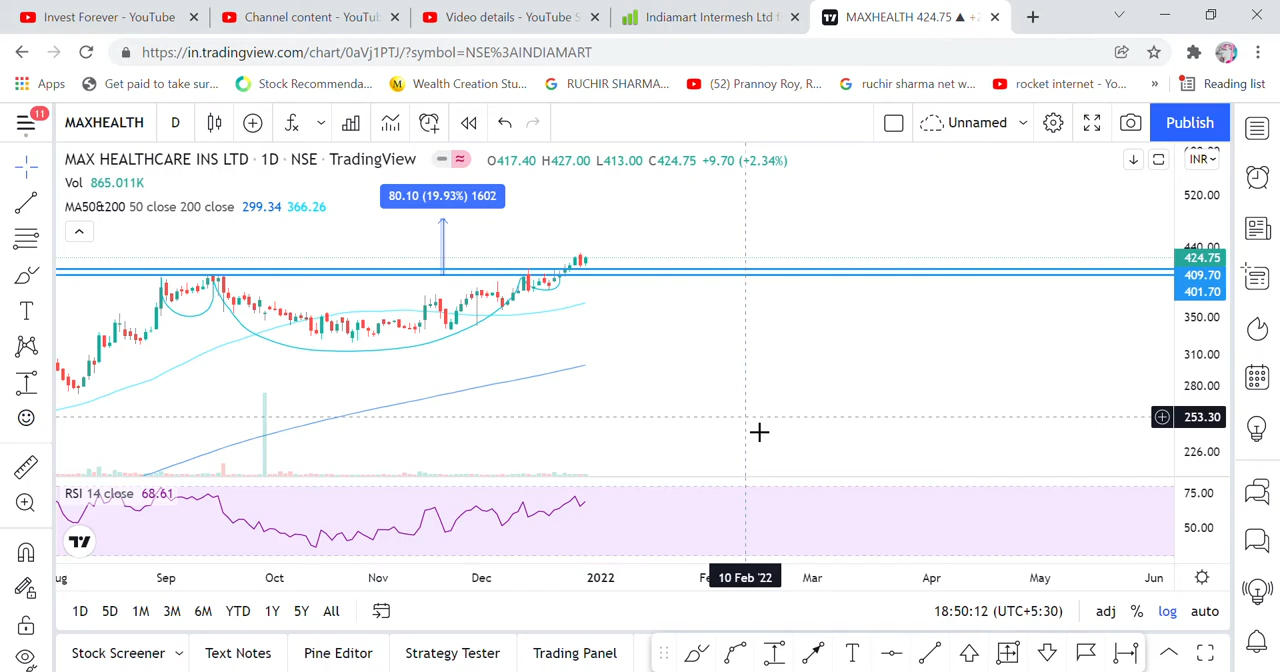 Invest Forever - YouTube
Channel content - YouTub
Video details - YouTube S
Indiamart Intermesh Ltd f
MAXHEALTH 424.75 ▲ +2
https://in.tradingview.com/chart/0aVj1PTJ/?symbol=NSE%3AINDIAMART
Apps
Get paid to take sur...
Stock Recommenda...
Wealth Creation Stu...
RUCHIR SHARMA...
(52) Prannoy Roy, R...
ruchir sharma net w...
rocket internet - Yo...
»
Reading list
11
MAXHEALTH
D
Unnamed
Publish
MAX HEALTHCARE INS LTD · 1D · NSE · TradingView
O417.40 H427.00 L413.00 C424.75 +9.70 (+2.34%)
INR
Vol 865.011K
80.10 (19.93%) 1602
MA50&200 50 close 200 close 299.34 366.26
520.00
440.00
424.75
409.70
401.70
350.00
310.00
280.00
253.30
226.00
RSI 14 close 68.61
75.00
50.00
ug
Sep
Oct
Nov
Dec
2022
Fe
10 Feb '22
Mar
Apr
May
Jun
1D 5D 1M 3M 6M YTD 1Y 5Y All
18:50:12 (UTC+5:30)
adj % log auto
Stock Screener
Text Notes
Pine Editor
Strategy Tester
Trading Panel